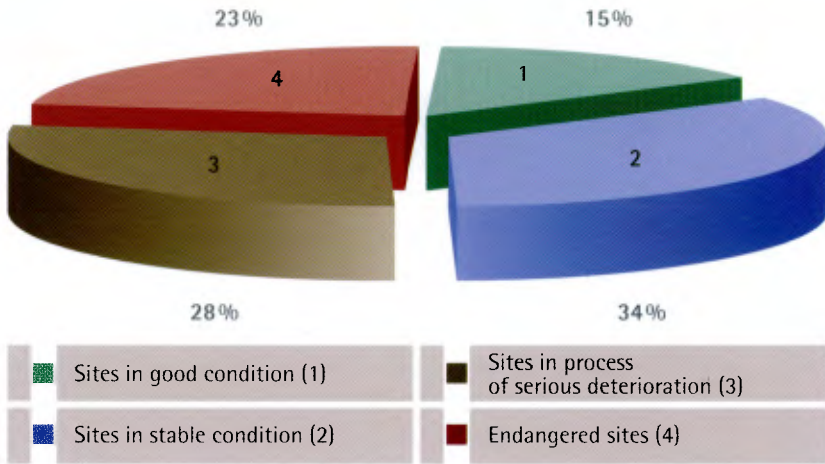 23%
15%
4
1
3
2
28%
34%
Sites in good condition (1)
Sites in process
of serious deterioration (3)
Sites in stable condition (2)
Endangered sites (4)